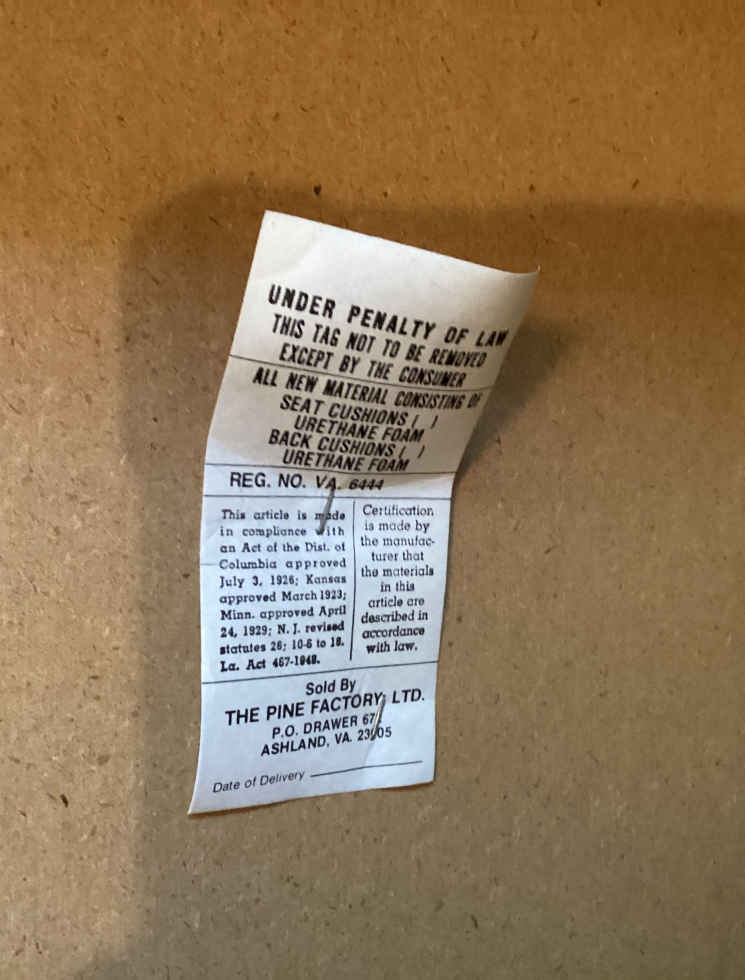 UNDER PENALTY OF LAW
THIS TAG NOT TO BE REMOVED
EXCEPT BY THE CONSUMER
ALL NEW MATERIAL CONSISTING OF
SEAT CUSHIONS ( )
URETHANE FOAM
BACK CUSHIONS ( )
URETHANE FOAM
REG. NO. VA. 6444
This article is made
in compliance with
an Act of the Dist. of
Columbia approved
July 3, 1926; Kansas
approved March 1923;
Minn. approved April
24, 1929; N. J. revised
statutes 26; 10-6 to 18.
La. Act 467-1948.
Certification
is made by
the manufac-
turer that
the materials
in this
article are
described in
accordance
with law.
Sold By
THE PINE FACTORY, LTD.
P.O. DRAWER
ASHLAND, VA.
Date of Delivery